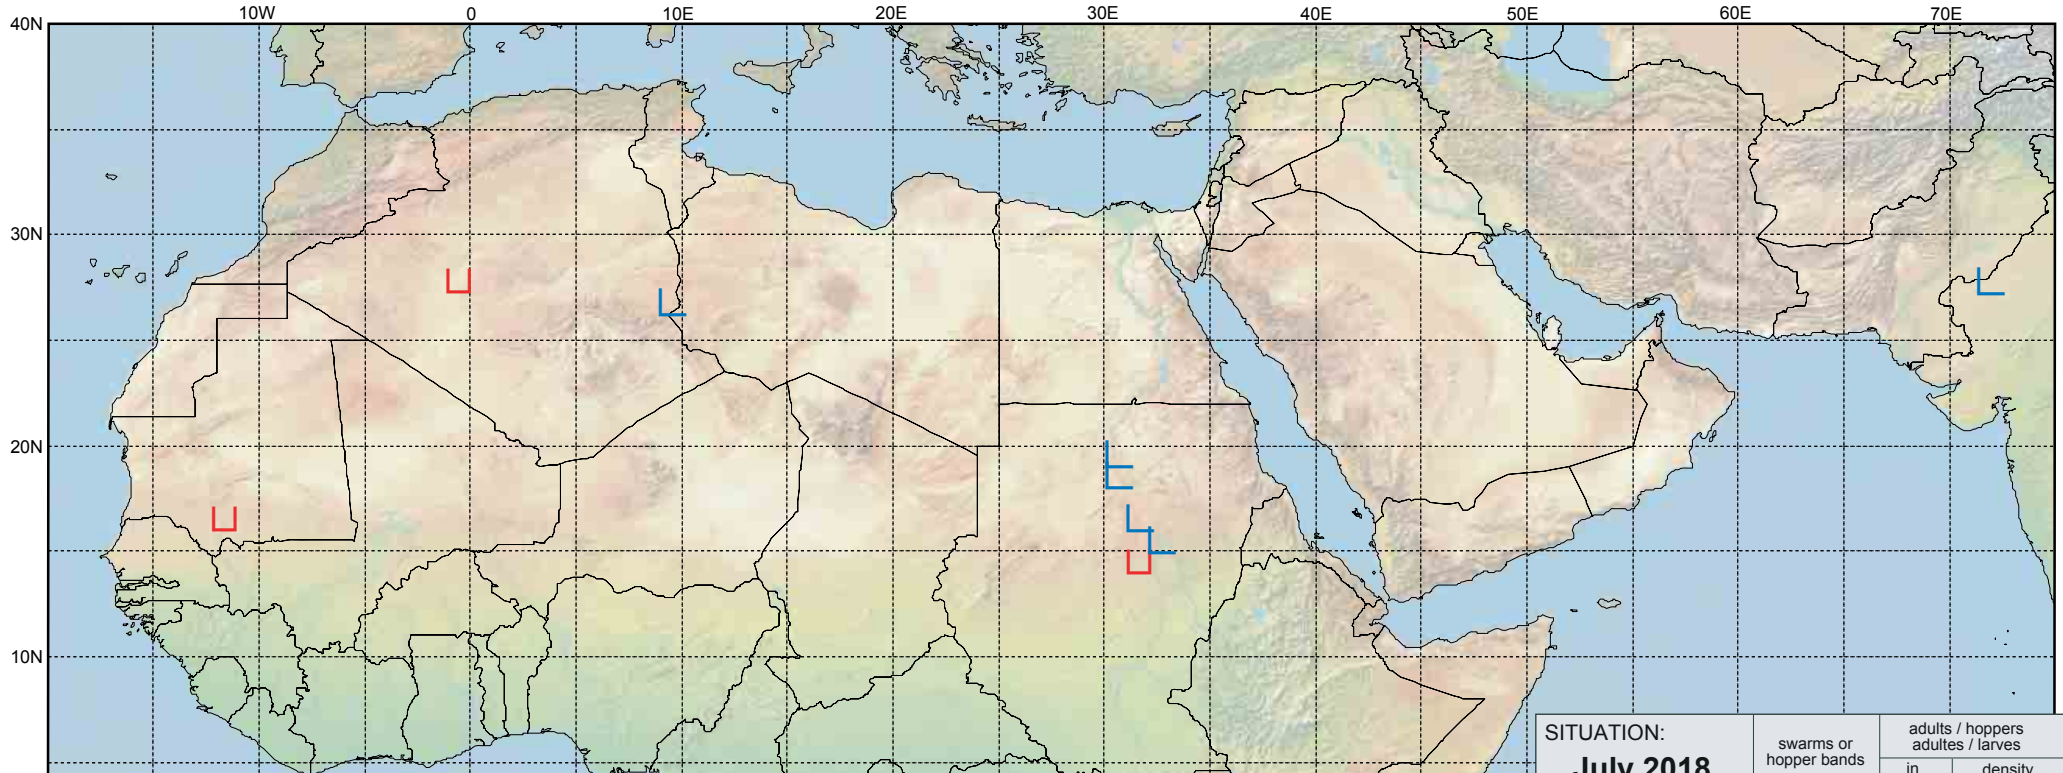 10W 0 10E 20E 30E 40E 50E 60E 70E
40N
30N
20N
10N
SITUATION:
July 2018
swarms or
hopper bands
adults / hoppers
adultes / larves
in
density